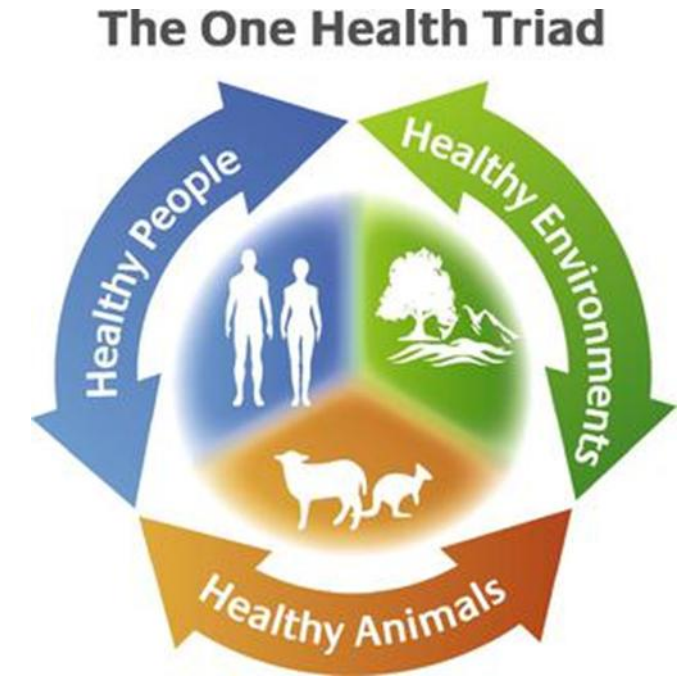 The One Health Triad
Healthy People
Healthy Environments
Healthy Animals